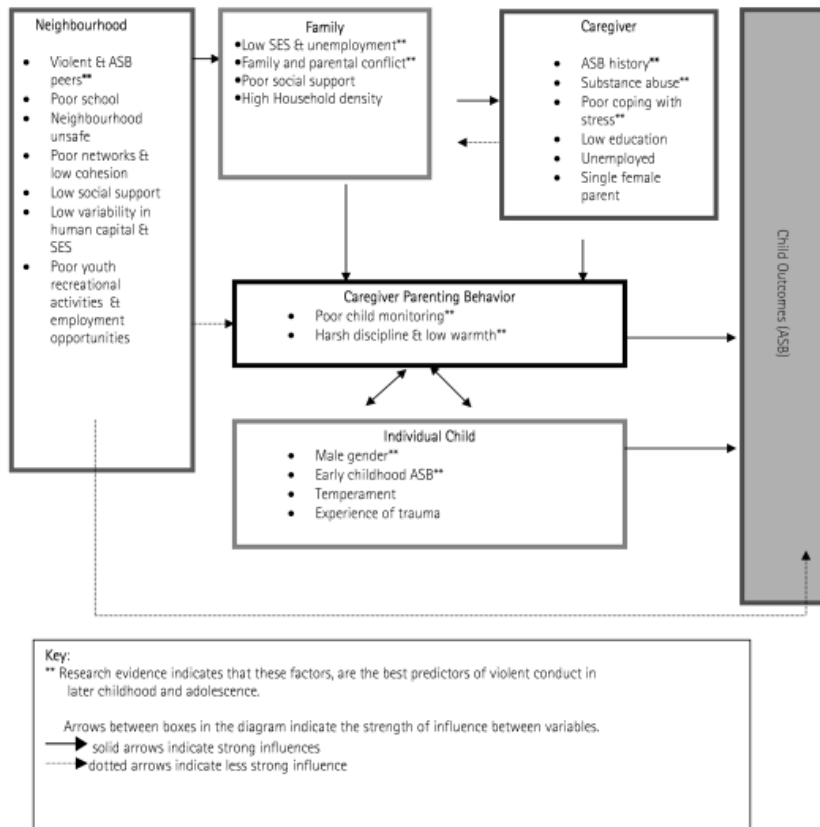 Neighbourhood
• Violent & ASB
peers**
• Poor school
• Neighbourhood
unsafe
• Poor networks &
low cohesion
• Low social support
• Low variability in
human capital &
SES
• Poor youth
recreational
activities &
employment
opportunities
Family
•Low SES & unemployment**
•Family and parental conflict**
•Poor social support
•High Household density
Caregiver
• ASB history**
• Substance abuse**
• Poor coping with
stress**
• Low education
• Unemployed
• Single female
parent
Caregiver Parenting Behavior
• Poor child monitoring**
• Harsh discipline & low warmth**
Individual Child
• Male gender**
• Early childhood ASB**
• Temperament
• Experience of trauma
Child Outcomes (ASB)
Key:
** Research evidence indicates that these factors, are the best predictors of violent conduct in
later childhood and adolescence.
Arrows between boxes in the diagram indicate the strength of influence between variables.
solid arrows indicate strong influences
dotted arrows indicate less strong influence